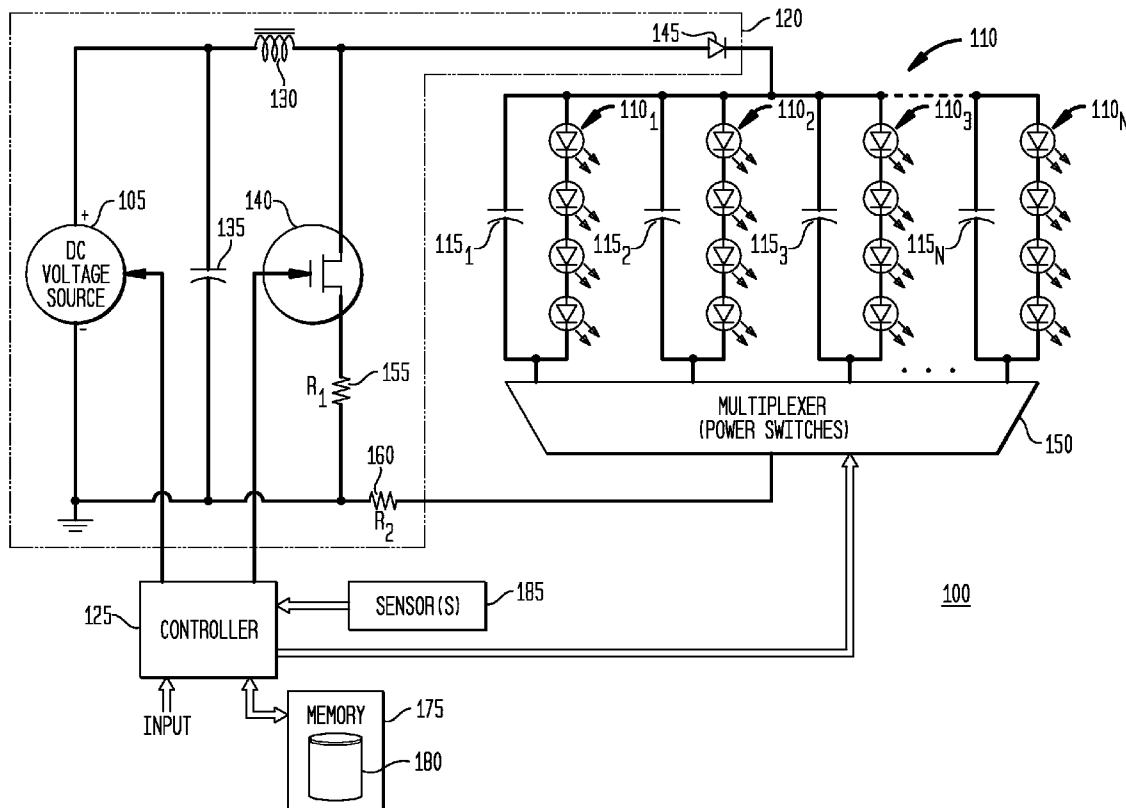 120
145
110
130
110₁
110₂
110₃
110N
+
105
140
DC
VOLTAGE
SOURCE
135
115₁
115₂
115₃
115N
-
155
R₁
. . .
MULTIPLEXER
(POWER SWITCHES)
150
160
R₂
125
CONTROLLER
SENSOR(S)
185
100
INPUT
MEMORY
175
180